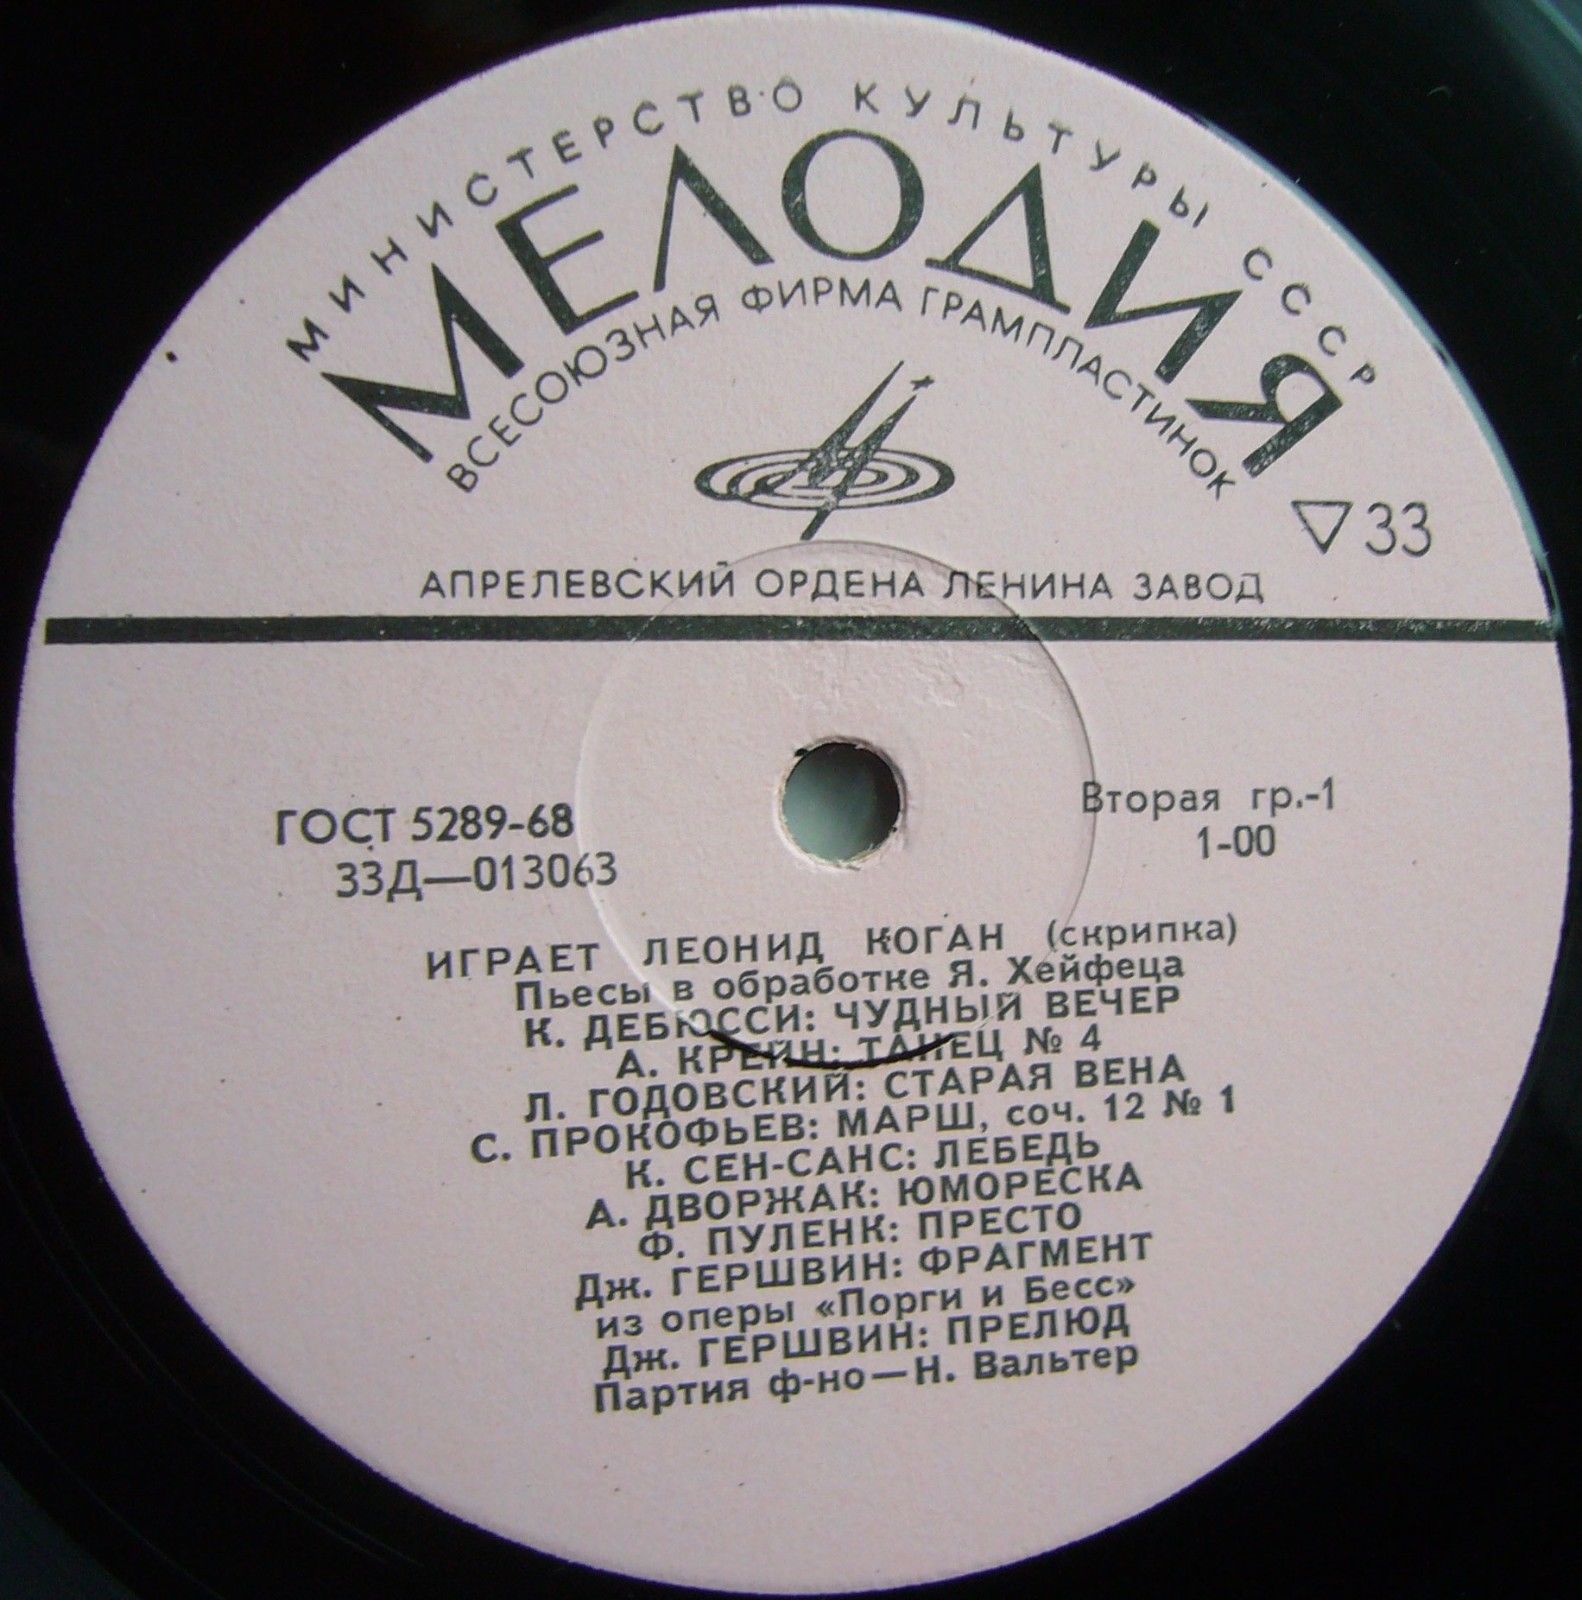 МИНИСТЕРСТВО КУЛЬТУРЫ СССР
МЕЛОДИЯ
ВСЕСОЮЗНАЯ ФИРМА ГРАМПЛАСТИНОК
33
АПРЕЛЕВСКИЙ ОРДЕНА ЛЕНИНА ЗАВОД
ГОСТ 5289-68
33Д—013063
Вторая гр.-1
1-00
ИГРАЕТ ЛЕОНИД КОГАН (скрипка)
Пьесы в обработке Я. Хейфеца
К. ДЕБЮССИ: ЧУДНЫЙ ВЕЧЕР
А. КРЕЙН: ТАНЕЦ № 4
Л. ГОДОВСКИЙ: СТАРАЯ ВЕНА
С. ПРОКОФЬЕВ: МАРШ, соч. 12 № 1
К. СЕН-САНС: ЛЕБЕДЬ
А. ДВОРЖАК: ЮМОРЕСКА
Ф. ПУЛЕНК: ПРЕСТО
Дж. ГЕРШВИН: ФРАГМЕНТ
из оперы «Порги и Бесс»
Дж. ГЕРШВИН: ПРЕЛЮД
Партия ф-но—Н. Вальтер